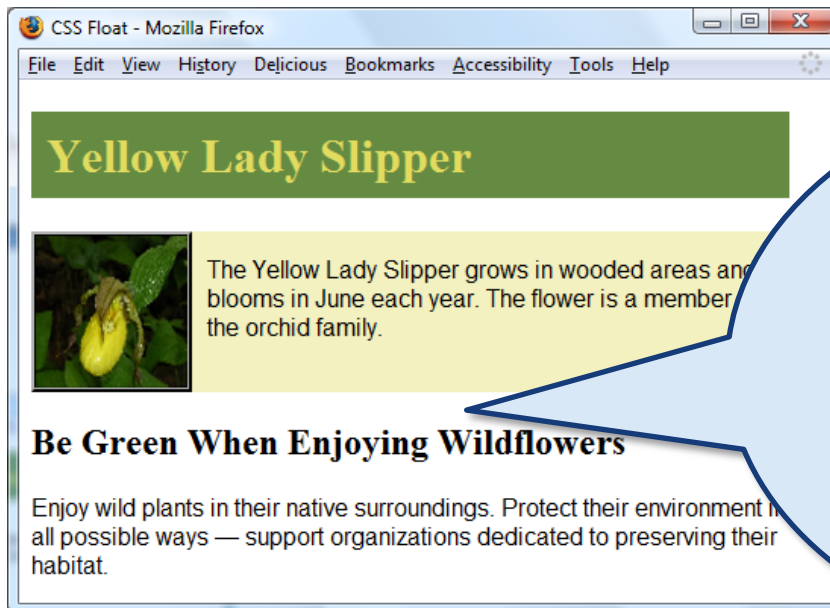 CSS Float - Mozilla Firefox
File Edit View History Delicious Bookmarks Accessibility Tools Help
Yellow Lady Slipper
The Yellow Lady Slipper grows in wooded areas and
blooms in June each year. The flower is a member
the orchid family.
Be Green When Enjoying Wildflowers
Enjoy wild plants in their native surroundings. Protect their environment
all possible ways — support organizations dedicated to preserving their
habitat.